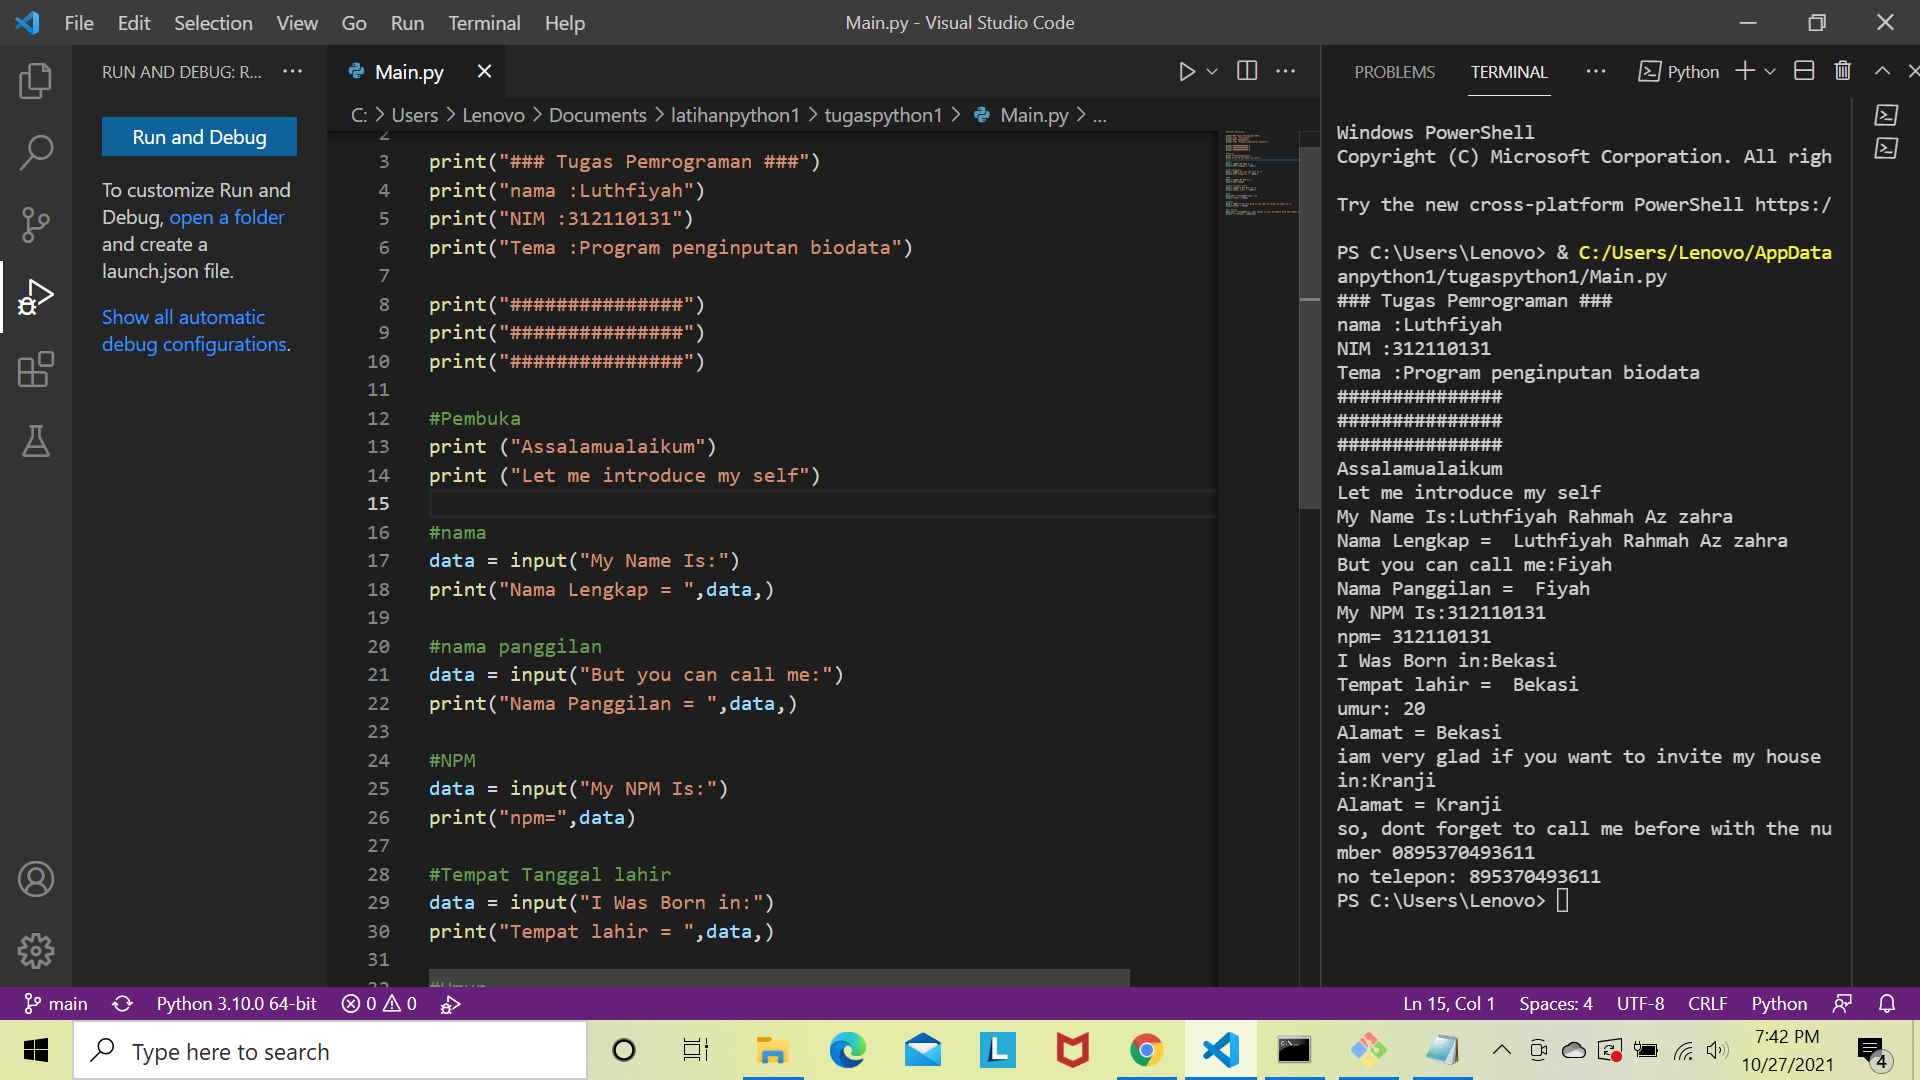 File Edit Selection View Go Run Terminal Help
Main.py - Visual Studio Code
RUN AND DEBUG: R... ...
Run and Debug
To customize Run and
Debug, open a folder
and create a
launch.json file.
Show all automatic
debug configurations.
Main.py
C: > Users > Lenovo > Documents > latihanpython1 > tugaspython1 > Main.py > ...
2
3 print("### Tugas Pemrograman ###")
4 print("nama :Luthfiyah")
5 print("NIM :312110131")
6 print("Tema :Program penginputan biodata")
7
8 print("###############")
9 print("###############")
10 print("###############")
11
12 #Pembuka
13 print ("Assalamualaikum")
14 print ("Let me introduce my self")
15
16 #nama
17 data = input("My Name Is:")
18 print("Nama Lengkap = ",data,)
19
20 #nama panggilan
21 data = input("But you can call me:")
22 print("Nama Panggilan = ",data,)
23
24 #NPM
25 data = input("My NPM Is:")
26 print("npm=",data)
27
28 #Tempat Tanggal lahir
29 data = input("I Was Born in:")
30 print("Tempat lahir = ",data,)
31
32 #Umur
PROBLEMS TERMINAL ... Python
Windows PowerShell
Copyright (C) Microsoft Corporation. All righ
Try the new cross-platform PowerShell https:/
PS C:\Users\Lenovo> & C:/Users/Lenovo/AppData
anpython1/tugaspython1/Main.py
### Tugas Pemrograman ###
nama :Luthfiyah
NIM :312110131
Tema :Program penginputan biodata
###############
###############
###############
Assalamualaikum
Let me introduce my self
My Name Is:Luthfiyah Rahmah Az zahra
Nama Lengkap =  Luthfiyah Rahmah Az zahra
But you can call me:Fiyah
Nama Panggilan =  Fiyah
My NPM Is:312110131
npm= 312110131
I Was Born in:Bekasi
Tempat lahir =  Bekasi
umur: 20
Alamat = Bekasi
iam very glad if you want to invite my house
in:Kranji
Alamat = Kranji
so, dont forget to call me before with the nu
mber 0895370493611
no telepon: 895370493611
PS C:\Users\Lenovo>
main Python 3.10.0 64-bit 0 0
Ln 15, Col 1 Spaces: 4 UTF-8 CRLF Python
Type here to search
L
7:42 PM
10/27/2021
4